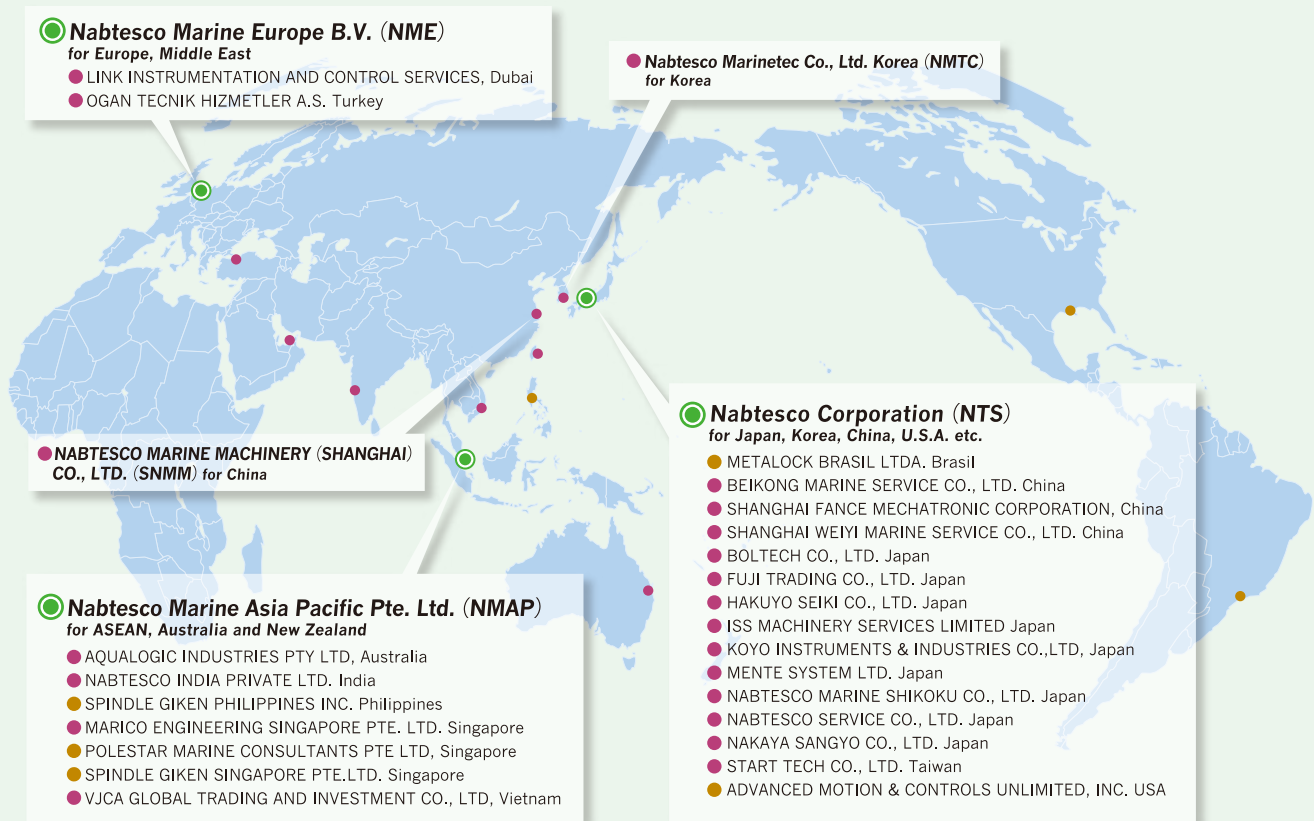 Nabtesco Marine Europe B.V. (NME)
for Europe, Middle East
LINK INSTRUMENTATION AND CONTROL SERVICES, Dubai
OGAN TECNIK HIZMETLER A.S. Turkey
Nabtesco Marinetec Co., Ltd. Korea (NMTC)
for Korea
NABTESCO MARINE MACHINERY (SHANGHAI)
CO., LTD. (SNMM) for China
Nabtesco Marine Asia Pacific Pte. Ltd. (NMAP)
for ASEAN, Australia and New Zealand
AQUALOGIC INDUSTRIES PTY LTD, Australia
NABTESCO INDIA PRIVATE LTD. India
SPINDLE GIKEN PHILIPPINES INC. Philippines
MARICO ENGINEERING SINGAPORE PTE. LTD. Singapore
POLESTAR MARINE CONSULTANTS PTE LTD, Singapore
SPINDLE GIKEN SINGAPORE PTE.LTD. Singapore
VJCA GLOBAL TRADING AND INVESTMENT CO., LTD, Vietnam
Nabtesco Corporation (NTS)
for Japan, Korea, China, U.S.A. etc.
METALOCK BRASIL LTDA. Brasil
BEIKONG MARINE SERVICE CO., LTD. China
SHANGHAI FANCE MECHATRONIC CORPORATION, China
SHANGHAI WEIYI MARINE SERVICE CO., LTD. China
BOLTECH CO., LTD. Japan
FUJI TRADING CO., LTD. Japan
HAKUYO SEIKI CO., LTD. Japan
ISS MACHINERY SERVICES LIMITED Japan
KOYO INSTRUMENTS & INDUSTRIES CO.,LTD, Japan
MENTE SYSTEM LTD. Japan
NABTESCO MARINE SHIKOKU CO., LTD. Japan
NABTESCO SERVICE CO., LTD. Japan
NAKAYA SANGYO CO., LTD. Japan
START TECH CO., LTD. Taiwan
ADVANCED MOTION & CONTROLS UNLIMITED, INC. USA